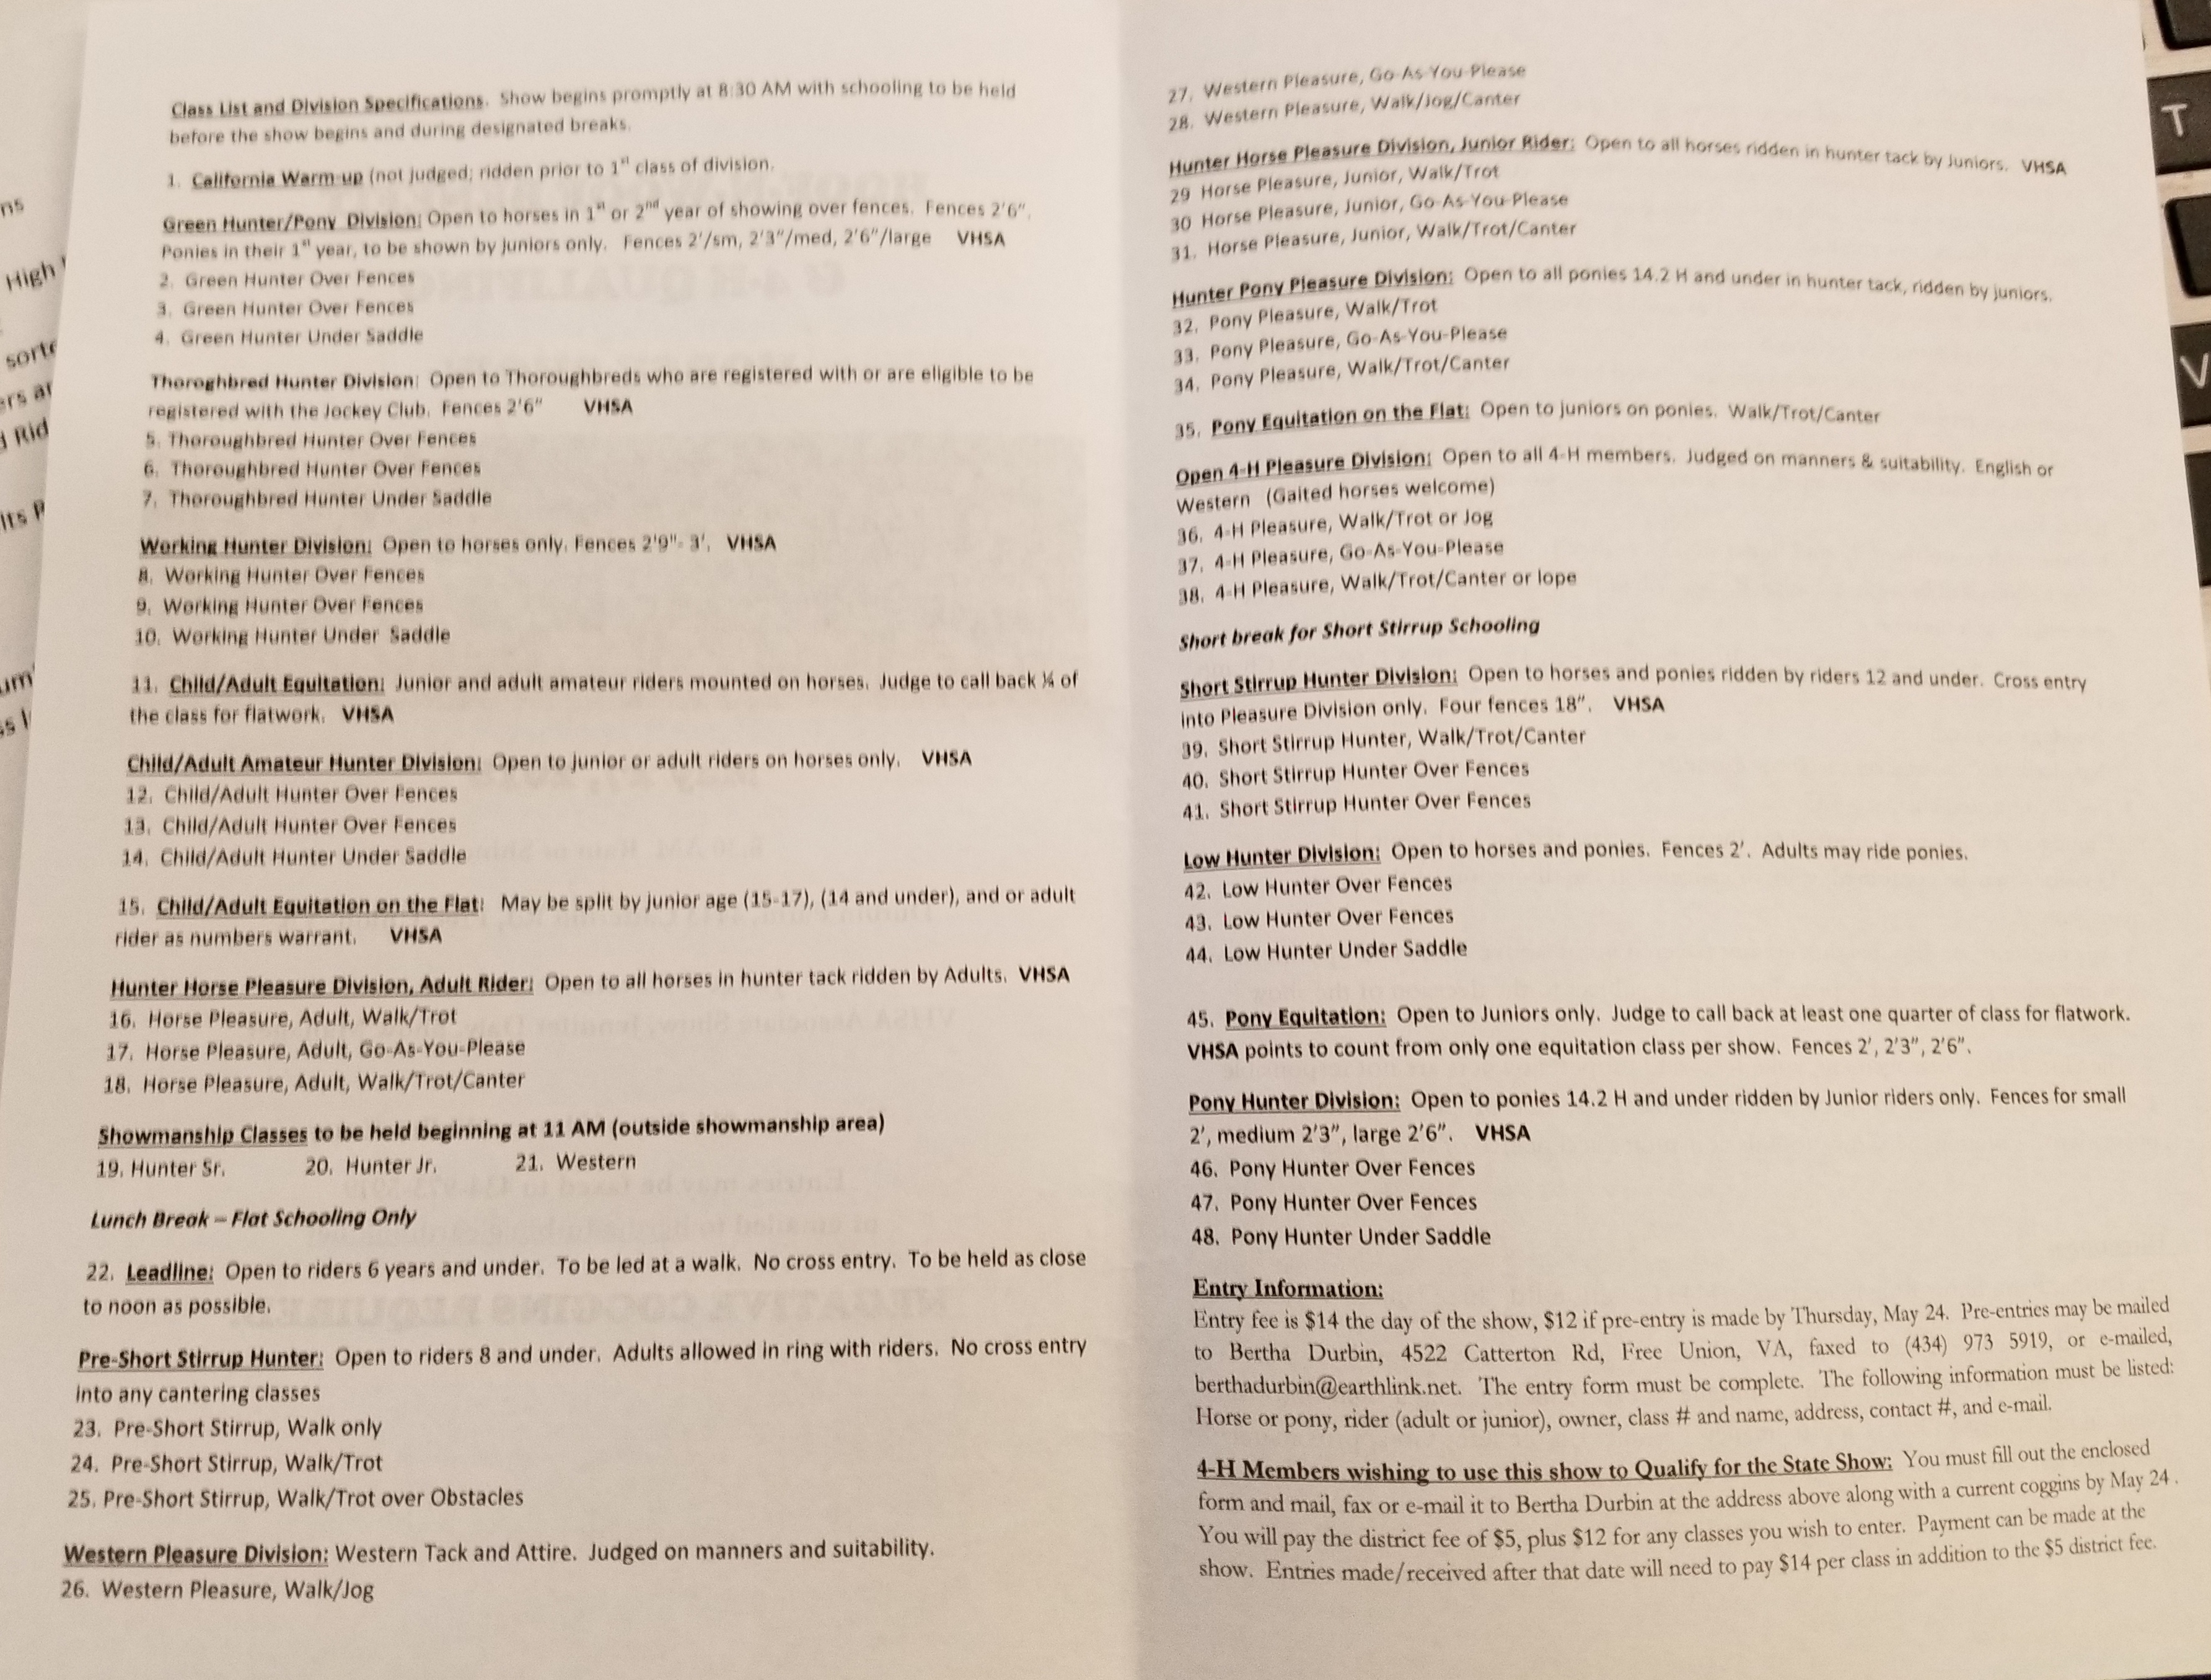 Class List and Division Specifications. Show begins promptly at 8:30 AM with schooling to be held
before the show begins and during designated breaks.
1. California Warm up (not judged; ridden prior to 1st class of division.
Green Hunter/Pony Division: Open to horses in 1st or 2nd year of showing over fences. Fences 2'6".
Ponies in their 1st year, to be shown by juniors only. Fences 2'/sm, 2'3"/med, 2'6"/large VHSA
2. Green Hunter Over Fences
3. Green Hunter Over Fences
4. Green Hunter Under Saddle
Thoroghbred Hunter Division: Open to Thoroughbreds who are registered with or are eligible to be
registered with the Jockey Club. Fences 2'6" VHSA
5. Thoroughbred Hunter Over Fences
6. Thoroughbred Hunter Over Fences
7. Thoroughbred Hunter Under Saddle
Working Hunter Division: Open to horses only. Fences 2'9"- 3'. VHSA
8. Working Hunter Over Fences
9. Working Hunter Over Fences
10. Working Hunter Under Saddle
11. Child/Adult Equitation: Junior and adult amateur riders mounted on horses. Judge to call back ¼ of
the class for flatwork. VHSA
Child/Adult Amateur Hunter Division: Open to junior or adult riders on horses only. VHSA
12. Child/Adult Hunter Over Fences
13. Child/Adult Hunter Over Fences
14. Child/Adult Hunter Under Saddle
15. Child/Adult Equitation on the Flat: May be split by junior age (15-17), (14 and under), and or adult
rider as numbers warrant. VHSA
Hunter Horse Pleasure Division, Adult Rider: Open to all horses in hunter tack ridden by Adults. VHSA
16. Horse Pleasure, Adult, Walk/Trot
17. Horse Pleasure, Adult, Go-As-You-Please
18. Horse Pleasure, Adult, Walk/Trot/Canter
Showmanship Classes to be held beginning at 11 AM (outside showmanship area)
19. Hunter Sr. 20. Hunter Jr. 21. Western
Lunch Break – Flat Schooling Only
22. Leadline: Open to riders 6 years and under. To be led at a walk. No cross entry. To be held as close
to noon as possible.
Pre-Short Stirrup Hunter: Open to riders 8 and under. Adults allowed in ring with riders. No cross entry
into any cantering classes
23. Pre-Short Stirrup, Walk only
24. Pre-Short Stirrup, Walk/Trot
25. Pre-Short Stirrup, Walk/Trot over Obstacles
Western Pleasure Division: Western Tack and Attire. Judged on manners and suitability.
26. Western Pleasure, Walk/Jog
27. Western Pleasure, Go-As-You-Please
28. Western Pleasure, Walk/Jog/Canter
Hunter Horse Pleasure Division, Junior Rider: Open to all horses ridden in hunter tack by Juniors. VHSA
29 Horse Pleasure, Junior, Walk/Trot
30 Horse Pleasure, Junior, Go-As-You-Please
31. Horse Pleasure, Junior, Walk/Trot/Canter
Hunter Pony Pleasure Division: Open to all ponies 14.2 H and under in hunter tack, ridden by juniors.
32. Pony Pleasure, Walk/Trot
33. Pony Pleasure, Go-As-You-Please
34. Pony Pleasure, Walk/Trot/Canter
35. Pony Equitation on the Flat: Open to juniors on ponies. Walk/Trot/Canter
Open 4-H Pleasure Division: Open to all 4-H members. Judged on manners & suitability. English or
Western (Gaited horses welcome)
36. 4-H Pleasure, Walk/Trot or Jog
37. 4-H Pleasure, Go-As-You-Please
38. 4-H Pleasure, Walk/Trot/Canter or lope
Short break for Short Stirrup Schooling
Short Stirrup Hunter Division: Open to horses and ponies ridden by riders 12 and under. Cross entry
into Pleasure Division only. Four fences 18". VHSA
39. Short Stirrup Hunter, Walk/Trot/Canter
40. Short Stirrup Hunter Over Fences
41. Short Stirrup Hunter Over Fences
Low Hunter Division: Open to horses and ponies. Fences 2'. Adults may ride ponies.
42. Low Hunter Over Fences
43. Low Hunter Over Fences
44. Low Hunter Under Saddle
45. Pony Equitation: Open to Juniors only. Judge to call back at least one quarter of class for flatwork.
VHSA points to count from only one equitation class per show. Fences 2', 2'3", 2'6".
Pony Hunter Division: Open to ponies 14.2 H and under ridden by Junior riders only. Fences for small
2', medium 2'3", large 2'6". VHSA
46. Pony Hunter Over Fences
47. Pony Hunter Over Fences
48. Pony Hunter Under Saddle
Entry Information:
Entry fee is $14 the day of the show, $12 if pre-entry is made by Thursday, May 24. Pre-entries may be mailed
to Bertha Durbin, 4522 Catterton Rd, Free Union, VA, faxed to (434) 973 5919, or e-mailed,
berthadurbin@earthlink.net. The entry form must be complete. The following information must be listed:
Horse or pony, rider (adult or junior), owner, class # and name, address, contact #, and e-mail.
4-H Members wishing to use this show to Qualify for the State Show: You must fill out the enclosed
form and mail, fax or e-mail it to Bertha Durbin at the address above along with a current coggins by May 24.
You will pay the district fee of $5, plus $12 for any classes you wish to enter. Payment can be made at the
show. Entries made/received after that date will need to pay $14 per class in addition to the $5 district fee.
High
Rid
T
V